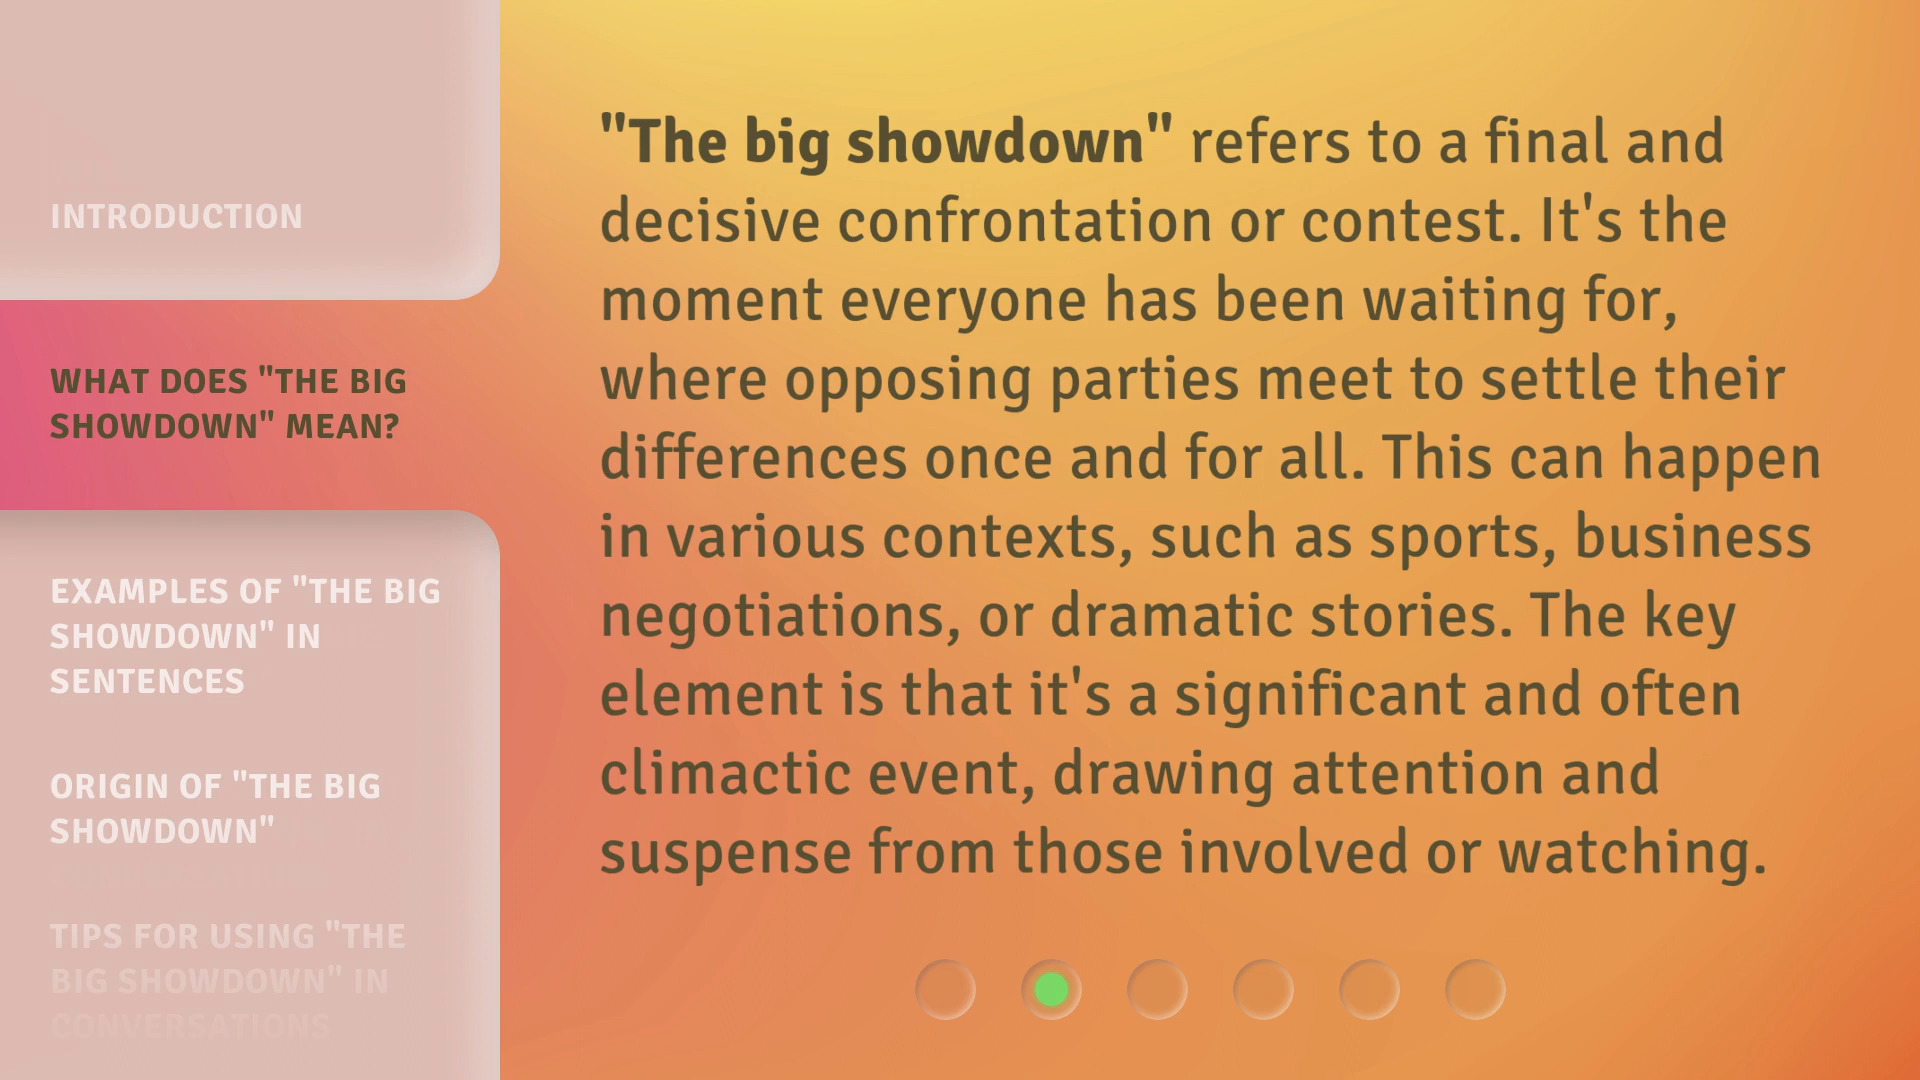 INTRODUCTION
WHAT DOES "THE BIG
SHOWDOWN" MEAN?
EXAMPLES OF "THE BIG
SHOWDOWN" IN
SENTENCES
ORIGIN OF "THE BIG
SHOWDOWN"
TIPS FOR USING "THE
BIG SHOWDOWN" IN
CONVERSATIONS
"The big showdown" refers to a final and
decisive confrontation or contest. It's the
moment everyone has been waiting for,
where opposing parties meet to settle their
differences once and for all. This can happen
in various contexts, such as sports, business
negotiations, or dramatic stories. The key
element is that it's a significant and often
climactic event, drawing attention and
suspense from those involved or watching.